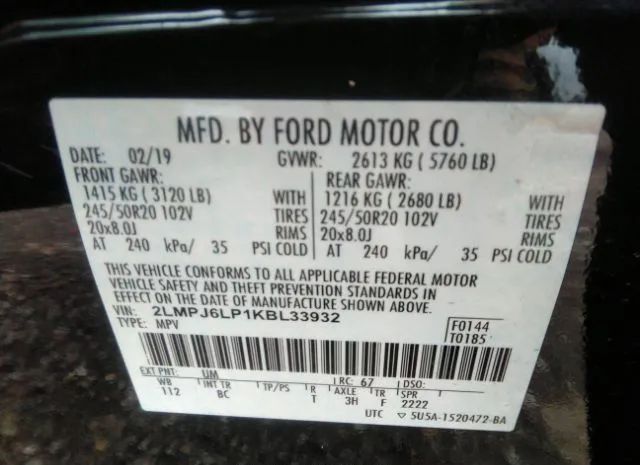 MFD. BY FORD MOTOR CO.
DATE: 02/19 GVWR: 2613 KG ( 5760 LB)
FRONT GAWR: REAR GAWR:
1415 KG ( 3120 LB) WITH 1216 KG ( 2680 LB) WITH
245/50R20 102V TIRES 245/50R20 102V TIRES
20x8.0J RIMS 20x8.0J RIMS
AT 240 kPa/ 35 PSI COLD AT 240 kPa/ 35 PSI COLD
THIS VEHICLE CONFORMS TO ALL APPLICABLE FEDERAL MOTOR
VEHICLE SAFETY AND THEFT PREVENTION STANDARDS IN
EFFECT ON THE DATE OF MANUFACTURE SHOWN ABOVE.
VIN: 2LMPJ6LP1KBL33932 F0144
TYPE: MPV T0185
EXT PNT: UM RC: 67 DSO:
WB INT TR TP/PS R AXLE TR SPR
112 BC T 3H F 2222
UTC ▽ 5U5A-1520472-BA